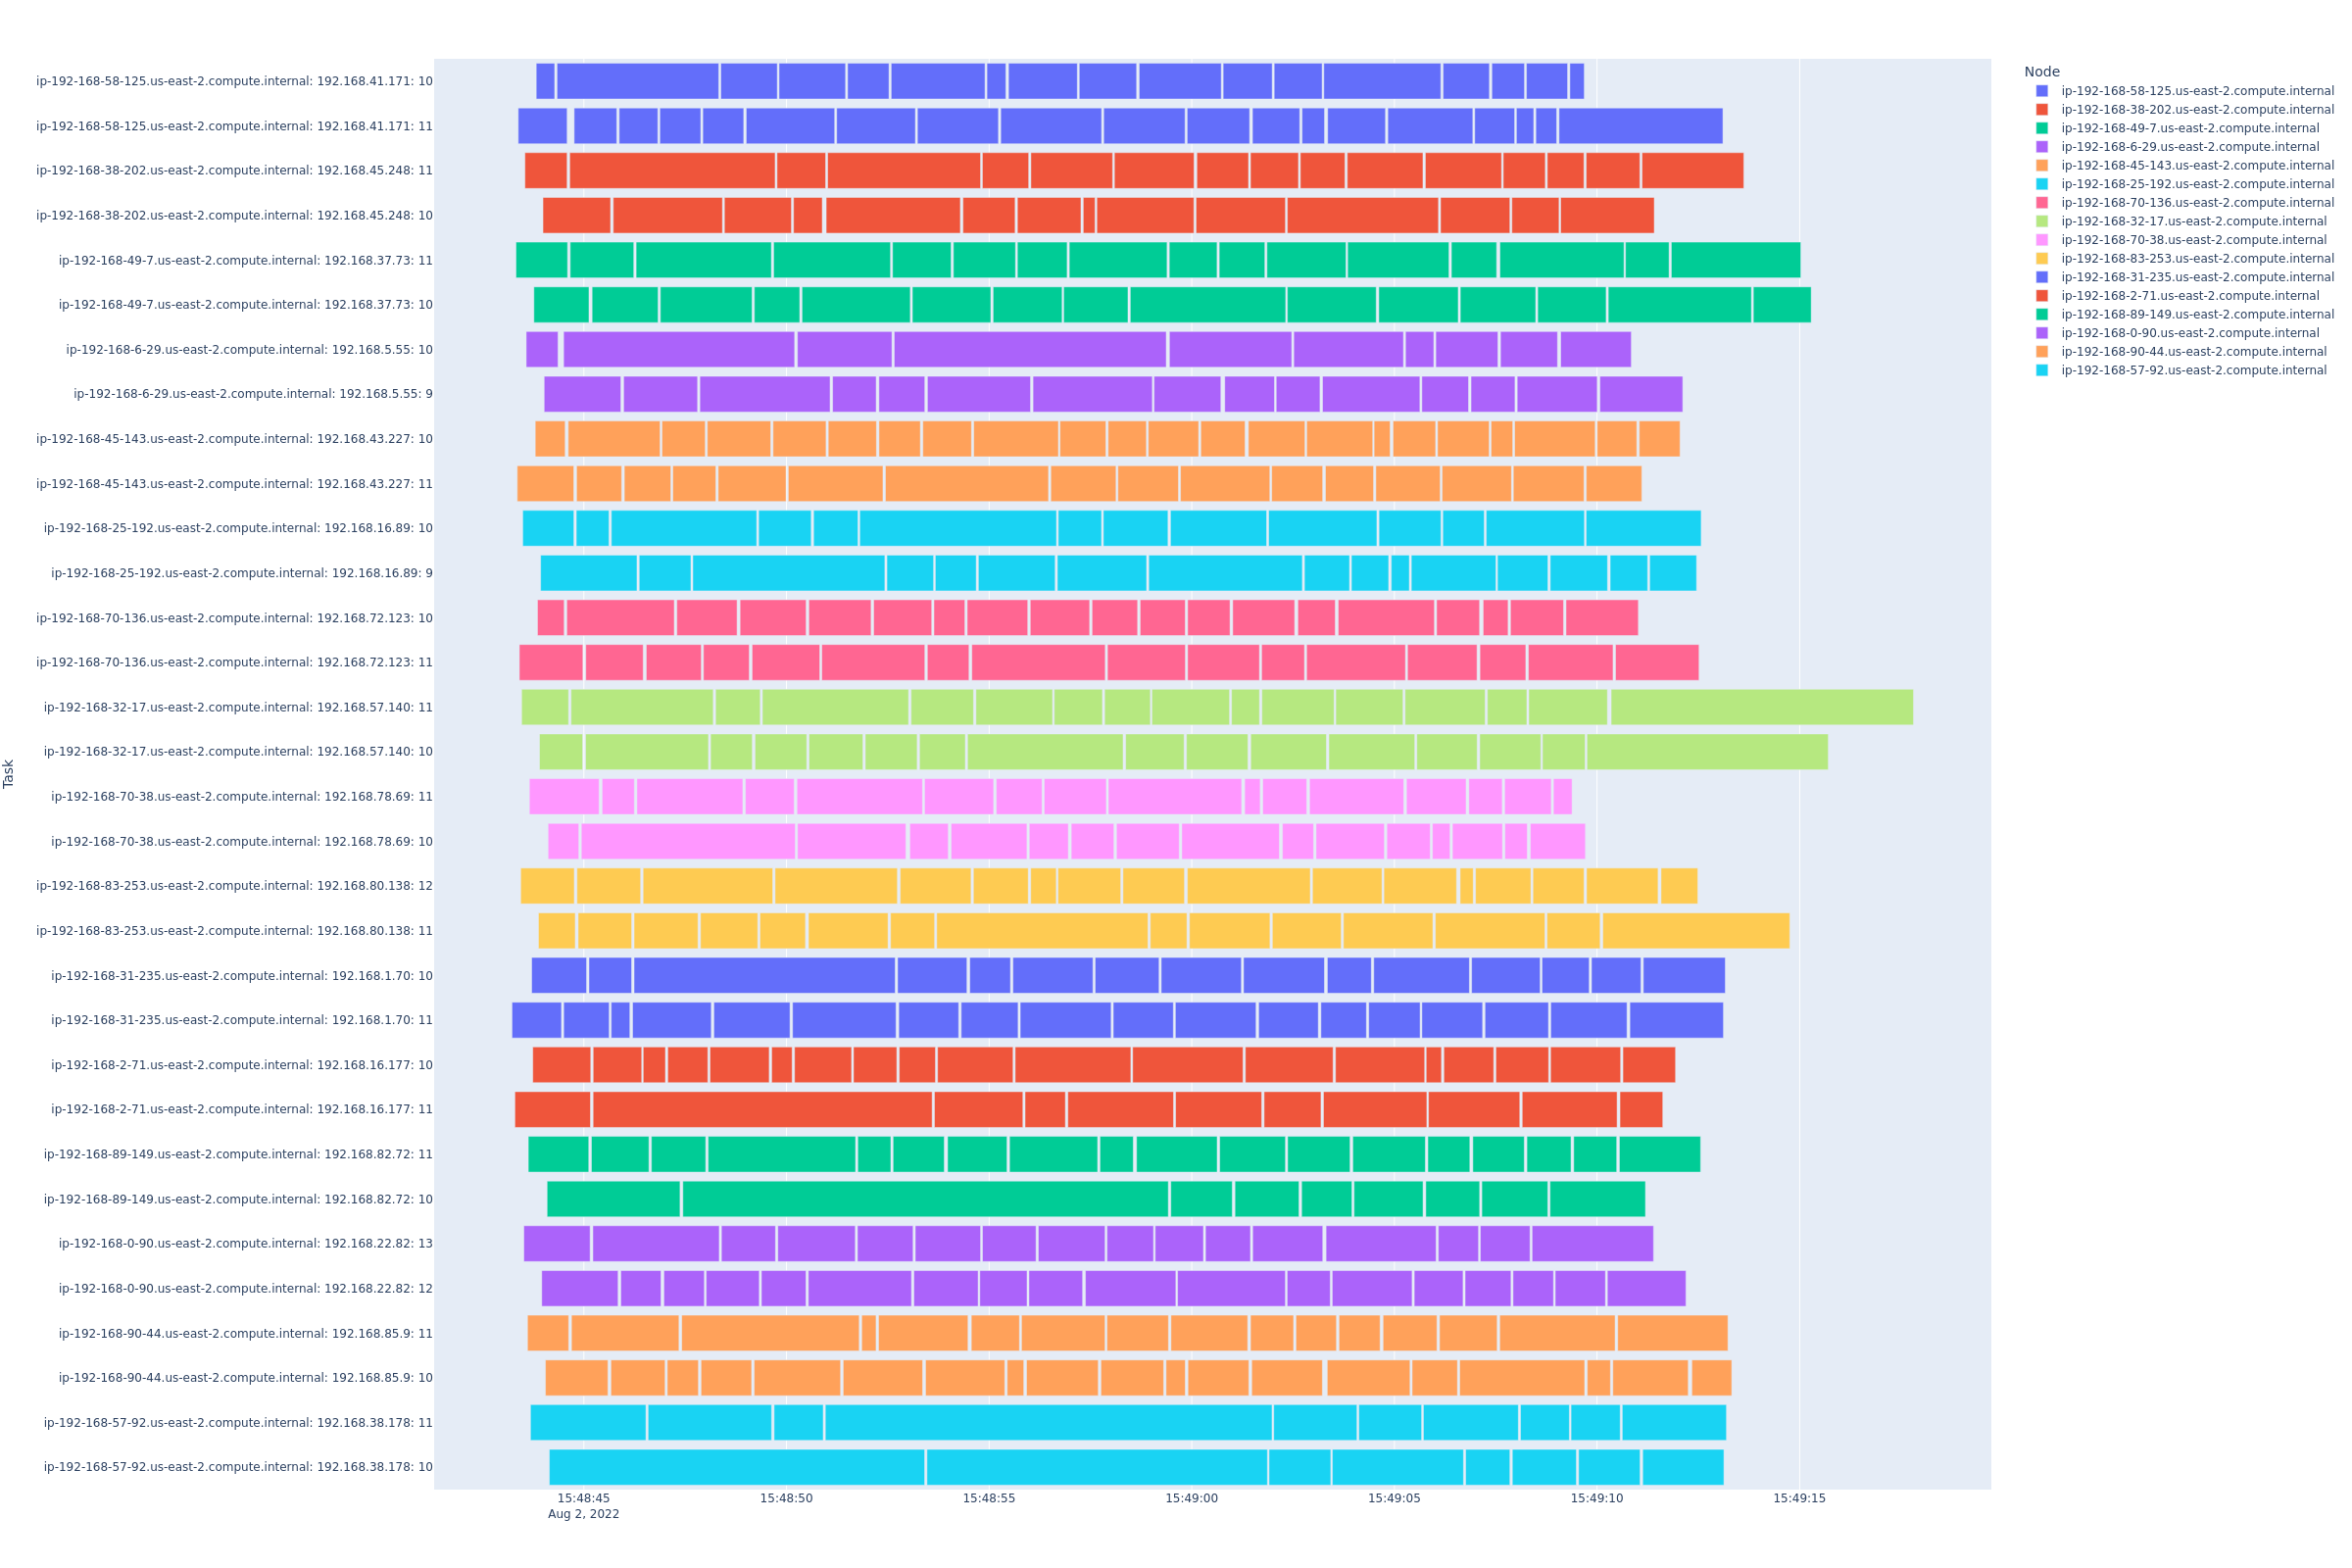 ip-192-168-58-125.us-east-2.compute.internal: 192.168.41.171: 10
ip-192-168-58-125.us-east-2.compute.internal: 192.168.41.171: 11
ip-192-168-38-202.us-east-2.compute.internal: 192.168.45.248: 11
ip-192-168-38-202.us-east-2.compute.internal: 192.168.45.248: 10
ip-192-168-49-7.us-east-2.compute.internal: 192.168.37.73: 11
ip-192-168-49-7.us-east-2.compute.internal: 192.168.37.73: 10
ip-192-168-6-29.us-east-2.compute.internal: 192.168.5.55: 10
ip-192-168-6-29.us-east-2.compute.internal: 192.168.5.55: 9
ip-192-168-45-143.us-east-2.compute.internal: 192.168.43.227: 10
ip-192-168-45-143.us-east-2.compute.internal: 192.168.43.227: 11
ip-192-168-25-192.us-east-2.compute.internal: 192.168.16.89: 10
ip-192-168-25-192.us-east-2.compute.internal: 192.168.16.89: 9
ip-192-168-70-136.us-east-2.compute.internal: 192.168.72.123: 10
ip-192-168-70-136.us-east-2.compute.internal: 192.168.72.123: 11
ip-192-168-32-17.us-east-2.compute.internal: 192.168.57.140: 11
ip-192-168-32-17.us-east-2.compute.internal: 192.168.57.140: 10
ip-192-168-70-38.us-east-2.compute.internal: 192.168.78.69: 11
ip-192-168-70-38.us-east-2.compute.internal: 192.168.78.69: 10
ip-192-168-83-253.us-east-2.compute.internal: 192.168.80.138: 12
ip-192-168-83-253.us-east-2.compute.internal: 192.168.80.138: 11
ip-192-168-31-235.us-east-2.compute.internal: 192.168.1.70: 10
ip-192-168-31-235.us-east-2.compute.internal: 192.168.1.70: 11
ip-192-168-2-71.us-east-2.compute.internal: 192.168.16.177: 10
ip-192-168-2-71.us-east-2.compute.internal: 192.168.16.177: 11
ip-192-168-89-149.us-east-2.compute.internal: 192.168.82.72: 11
ip-192-168-89-149.us-east-2.compute.internal: 192.168.82.72: 10
ip-192-168-0-90.us-east-2.compute.internal: 192.168.22.82: 13
ip-192-168-0-90.us-east-2.compute.internal: 192.168.22.82: 12
ip-192-168-90-44.us-east-2.compute.internal: 192.168.85.9: 11
ip-192-168-90-44.us-east-2.compute.internal: 192.168.85.9: 10
ip-192-168-57-92.us-east-2.compute.internal: 192.168.38.178: 11
ip-192-168-57-92.us-east-2.compute.internal: 192.168.38.178: 10
Task
15:48:45 15:48:50 15:48:55 15:49:00 15:49:05 15:49:10 15:49:15
Aug 2, 2022
Node
ip-192-168-58-125.us-east-2.compute.internal
ip-192-168-38-202.us-east-2.compute.internal
ip-192-168-49-7.us-east-2.compute.internal
ip-192-168-6-29.us-east-2.compute.internal
ip-192-168-45-143.us-east-2.compute.internal
ip-192-168-25-192.us-east-2.compute.internal
ip-192-168-70-136.us-east-2.compute.internal
ip-192-168-32-17.us-east-2.compute.internal
ip-192-168-70-38.us-east-2.compute.internal
ip-192-168-83-253.us-east-2.compute.internal
ip-192-168-31-235.us-east-2.compute.internal
ip-192-168-2-71.us-east-2.compute.internal
ip-192-168-89-149.us-east-2.compute.internal
ip-192-168-0-90.us-east-2.compute.internal
ip-192-168-90-44.us-east-2.compute.internal
ip-192-168-57-92.us-east-2.compute.internal